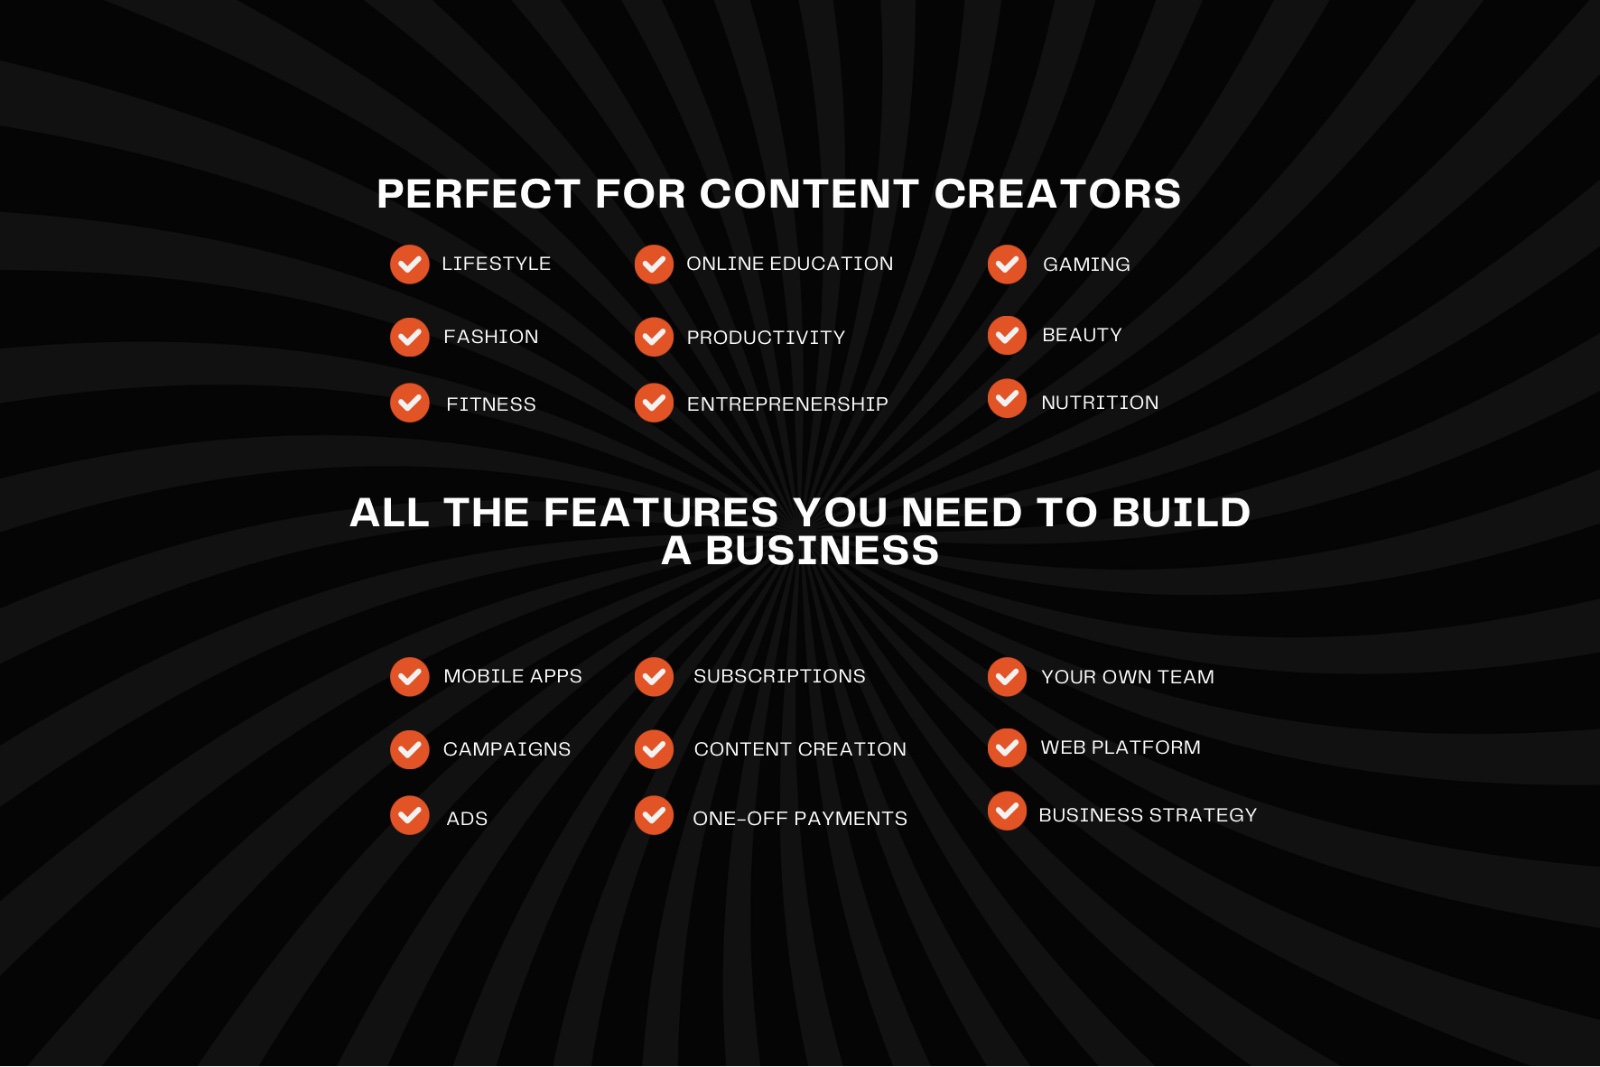 PERFECT FOR CONTENT CREATORS
LIFESTYLE
ONLINE EDUCATION
GAMING
FASHION
PRODUCTIVITY
BEAUTY
FITNESS
ENTREPRENERSHIP
NUTRITION
ALL THE FEATURES YOU NEED TO BUILD
A BUSINESS
MOBILE APPS
SUBSCRIPTIONS
YOUR OWN TEAM
CAMPAIGNS
CONTENT CREATION
WEB PLATFORM
ADS
ONE-OFF PAYMENTS
BUSINESS STRATEGY